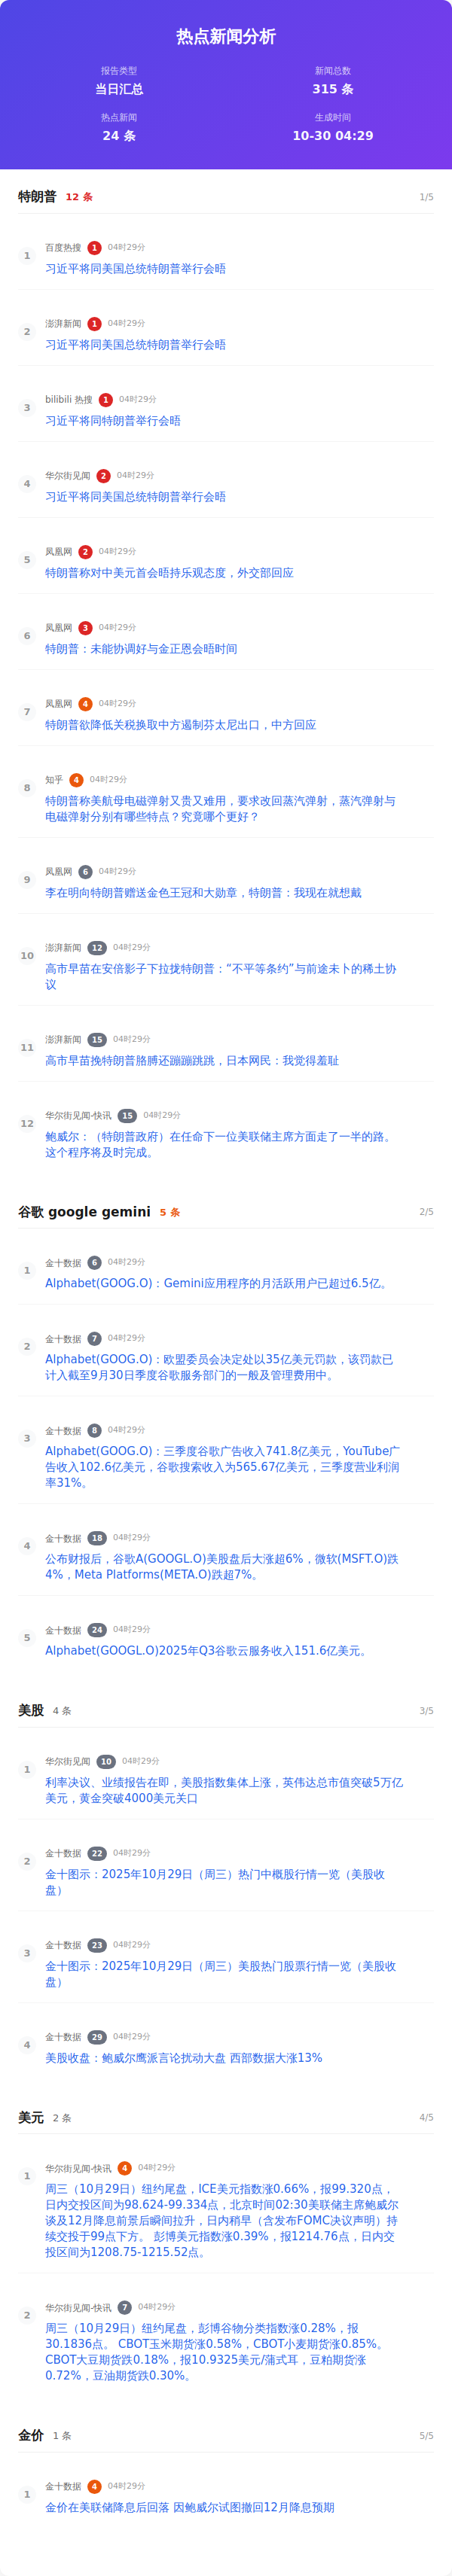 热点新闻分析
报告类型
当日汇总
新闻总数
315 条
热点新闻
24 条
生成时间
10-30 04:29
特朗普 12 条 1/5
1
百度热搜 1 04时29分
习近平将同美国总统特朗普举行会晤
2
澎湃新闻 1 04时29分
习近平将同美国总统特朗普举行会晤
3
bilibili 热搜 1 04时29分
习近平将同特朗普举行会晤
4
华尔街见闻 2 04时29分
习近平将同美国总统特朗普举行会晤
5
凤凰网 2 04时29分
特朗普称对中美元首会晤持乐观态度，外交部回应
6
凤凰网 3 04时29分
特朗普：未能协调好与金正恩会晤时间
7
凤凰网 4 04时29分
特朗普欲降低关税换取中方遏制芬太尼出口，中方回应
8
知乎 4 04时29分
特朗普称美航母电磁弹射又贵又难用，要求改回蒸汽弹射，蒸汽弹射与
电磁弹射分别有哪些特点？究竟哪个更好？
9
凤凰网 6 04时29分
李在明向特朗普赠送金色王冠和大勋章，特朗普：我现在就想戴
10
澎湃新闻 12 04时29分
高市早苗在安倍影子下拉拢特朗普：“不平等条约”与前途未卜的稀土协
议
11
澎湃新闻 15 04时29分
高市早苗挽特朗普胳膊还蹦蹦跳跳，日本网民：我觉得羞耻
12
华尔街见闻-快讯 15 04时29分
鲍威尔：（特朗普政府）在任命下一位美联储主席方面走了一半的路。
这个程序将及时完成。
谷歌 google gemini 5 条 2/5
1
金十数据 6 04时29分
Alphabet(GOOG.O)：Gemini应用程序的月活跃用户已超过6.5亿。
2
金十数据 7 04时29分
Alphabet(GOOG.O)：欧盟委员会决定处以35亿美元罚款，该罚款已
计入截至9月30日季度谷歌服务部门的一般及管理费用中。
3
金十数据 8 04时29分
Alphabet(GOOG.O)：三季度谷歌广告收入741.8亿美元，YouTube广
告收入102.6亿美元，谷歌搜索收入为565.67亿美元，三季度营业利润
率31%。
4
金十数据 18 04时29分
公布财报后，谷歌A(GOOGL.O)美股盘后大涨超6%，微软(MSFT.O)跌
4%，Meta Platforms(META.O)跌超7%。
5
金十数据 24 04时29分
Alphabet(GOOGL.O)2025年Q3谷歌云服务收入151.6亿美元。
美股 4 条 3/5
1
华尔街见闻 10 04时29分
利率决议、业绩报告在即，美股指数集体上涨，英伟达总市值突破5万亿
美元，黄金突破4000美元关口
2
金十数据 22 04时29分
金十图示：2025年10月29日（周三）热门中概股行情一览（美股收
盘）
3
金十数据 23 04时29分
金十图示：2025年10月29日（周三）美股热门股票行情一览（美股收
盘）
4
金十数据 29 04时29分
美股收盘：鲍威尔鹰派言论扰动大盘 西部数据大涨13%
美元 2 条 4/5
1
华尔街见闻-快讯 4 04时29分
周三（10月29日）纽约尾盘，ICE美元指数涨0.66%，报99.320点，
日内交投区间为98.624-99.334点，北京时间02:30美联储主席鲍威尔
谈及12月降息前景后瞬间拉升，日内稍早（含发布FOMC决议声明）持
续交投于99点下方。 彭博美元指数涨0.39%，报1214.76点，日内交
投区间为1208.75-1215.52点。
2
华尔街见闻-快讯 7 04时29分
周三（10月29日）纽约尾盘，彭博谷物分类指数涨0.28%，报
30.1836点。 CBOT玉米期货涨0.58%，CBOT小麦期货涨0.85%。
CBOT大豆期货跌0.18%，报10.9325美元/蒲式耳，豆粕期货涨
0.72%，豆油期货跌0.30%。
金价 1 条 5/5
1
金十数据 4 04时29分
金价在美联储降息后回落 因鲍威尔试图撤回12月降息预期